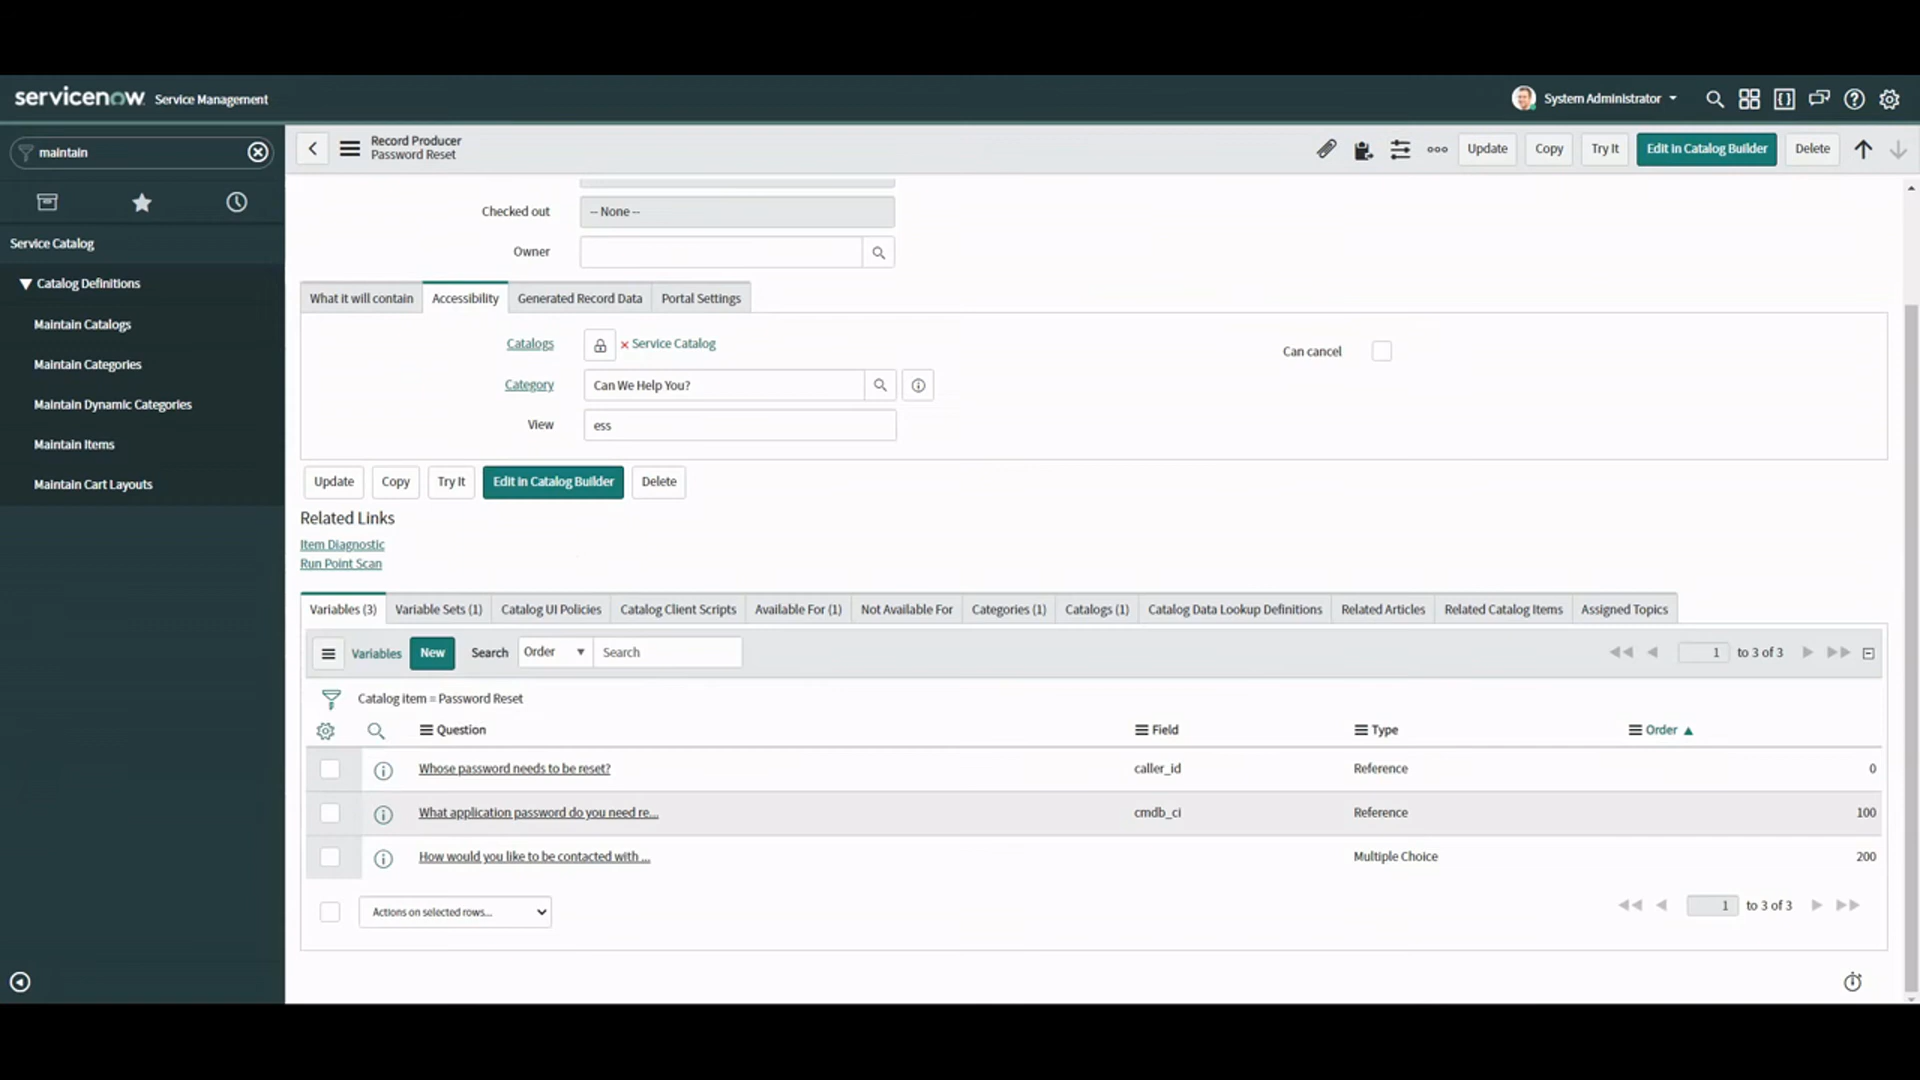 servicenow Service Management
System Administrator
maintain
Record Producer
Password Reset
Update
Copy
Try It
Edit in Catalog Builder
Delete
Service Catalog
Catalog Definitions
Maintain Catalogs
Maintain Categories
Maintain Dynamic Categories
Maintain Items
Maintain Cart Layouts
Checked out
-- None --
Owner
What it will contain
Accessibility
Generated Record Data
Portal Settings
Catalogs
Service Catalog
Can cancel
Category
Can We Help You?
View
ess
Update
Copy
Try It
Edit in Catalog Builder
Delete
Related Links
Item Diagnostic
Run Point Scan
Variables (3)
Variable Sets (1)
Catalog UI Policies
Catalog Client Scripts
Available For (1)
Not Available For
Categories (1)
Catalogs (1)
Catalog Data Lookup Definitions
Related Articles
Related Catalog Items
Assigned Topics
Variables
New
Search
Order
Search
1 to 3 of 3
Catalog item = Password Reset
Question Field Type Order
Whose password needs to be reset? caller_id Reference 0
What application password do you need re... cmdb_ci Reference 100
How would you like to be contacted with ... Multiple Choice 200
Actions on selected rows...
1 to 3 of 3